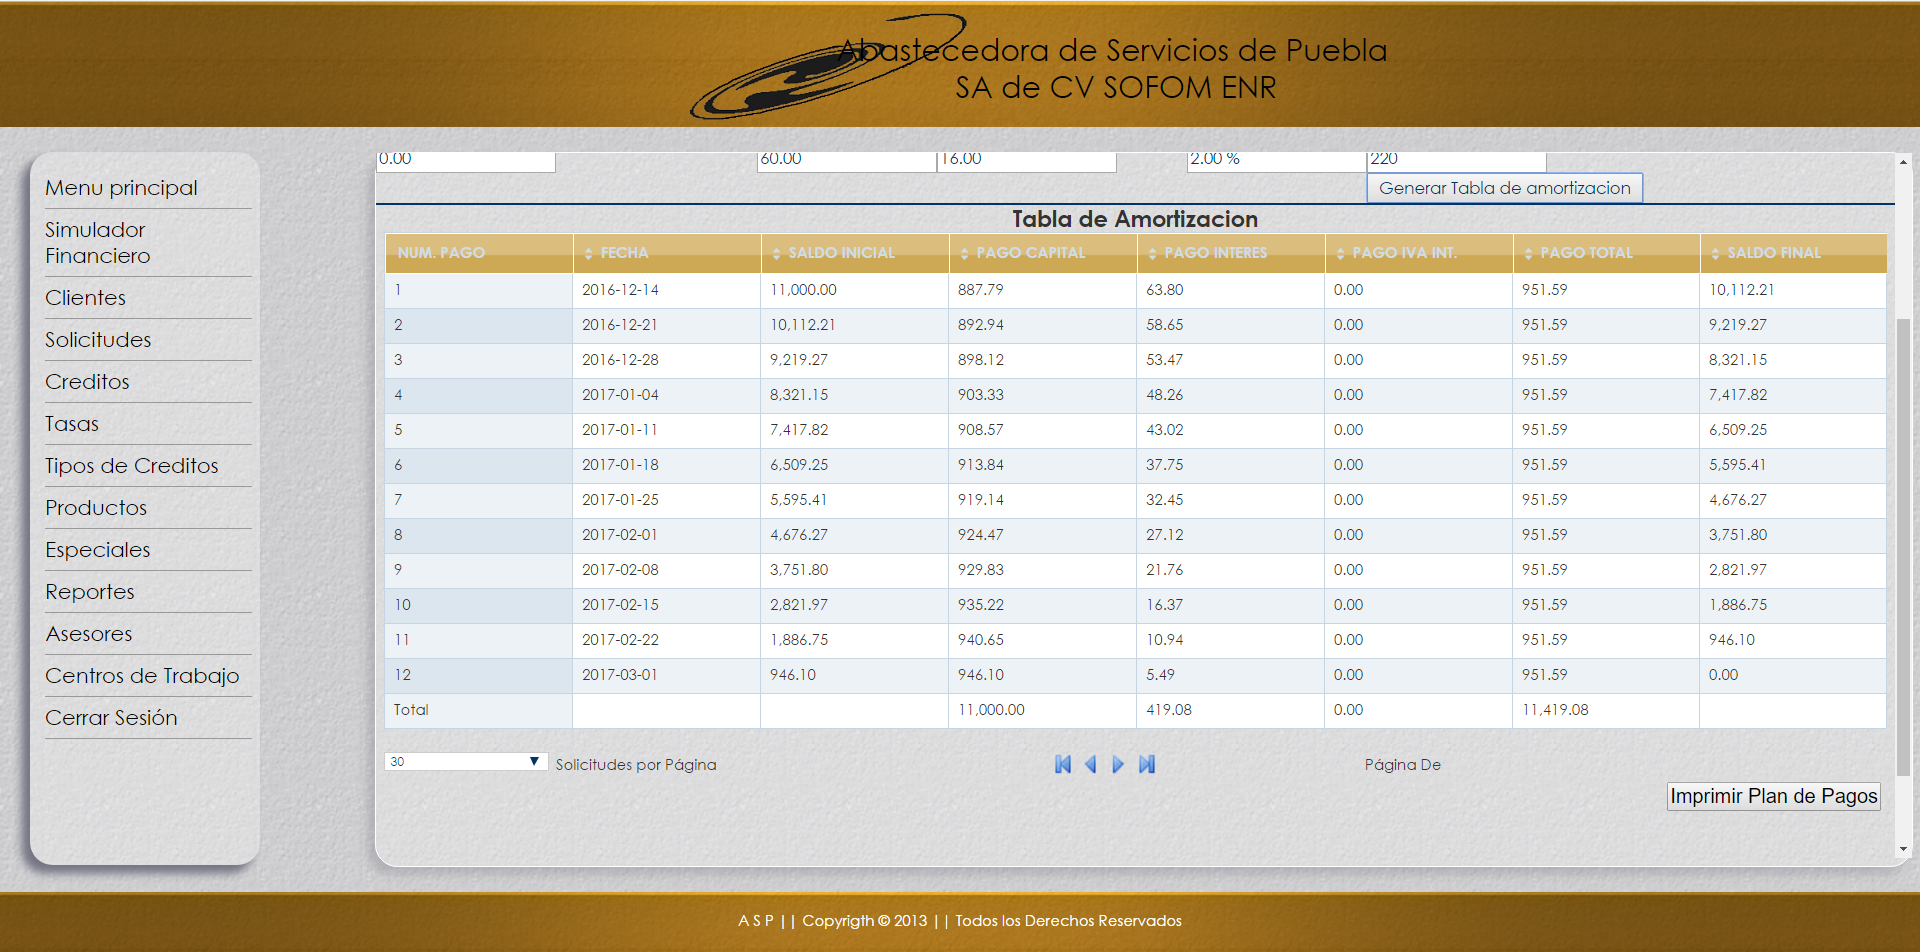 Abastecedora de Servicios de Puebla
SA de CV SOFOM ENR
Menu principal
Simulador
Financiero
Clientes
Solicitudes
Creditos
Tasas
Tipos de Creditos
Productos
Especiales
Reportes
Asesores
Centros de Trabajo
Cerrar Sesión
0.00 60.00 16.00 2.00 % 220
Generar Tabla de amortizacion
Tabla de Amortizacion
NUM. PAGO FECHA SALDO INICIAL PAGO CAPITAL PAGO INTERES PAGO IVA INT. PAGO TOTAL SALDO FINAL
1 2016-12-14 11,000.00 887.79 63.80 0.00 951.59 10,112.21
2 2016-12-21 10,112.21 892.94 58.65 0.00 951.59 9,219.27
3 2016-12-28 9,219.27 898.12 53.47 0.00 951.59 8,321.15
4 2017-01-04 8,321.15 903.33 48.26 0.00 951.59 7,417.82
5 2017-01-11 7,417.82 908.57 43.02 0.00 951.59 6,509.25
6 2017-01-18 6,509.25 913.84 37.75 0.00 951.59 5,595.41
7 2017-01-25 5,595.41 919.14 32.45 0.00 951.59 4,676.27
8 2017-02-01 4,676.27 924.47 27.12 0.00 951.59 3,751.80
9 2017-02-08 3,751.80 929.83 21.76 0.00 951.59 2,821.97
10 2017-02-15 2,821.97 935.22 16.37 0.00 951.59 1,886.75
11 2017-02-22 1,886.75 940.65 10.94 0.00 951.59 946.10
12 2017-03-01 946.10 946.10 5.49 0.00 951.59 0.00
Total 11,000.00 419.08 0.00 11,419.08
30 Solicitudes por Página Página De
Imprimir Plan de Pagos
A S P || Copyrigth © 2013 || Todos los Derechos Reservados